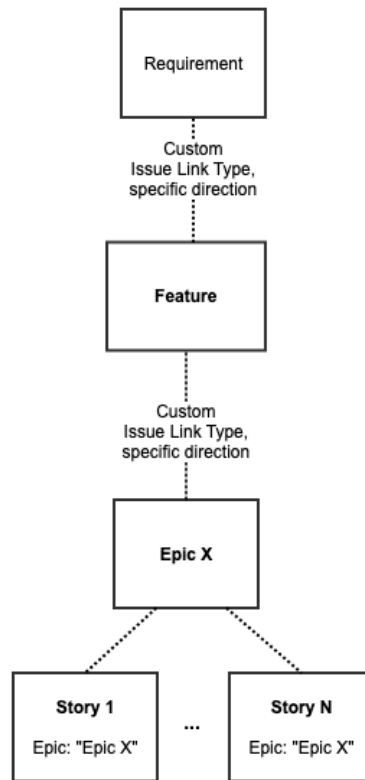 Requirement
Custom
Issue Link Type,
specific direction
Feature
Custom
Issue Link Type,
specific direction
Epic X
Story 1
Epic: "Epic X"
...
Story N
Epic: "Epic X"